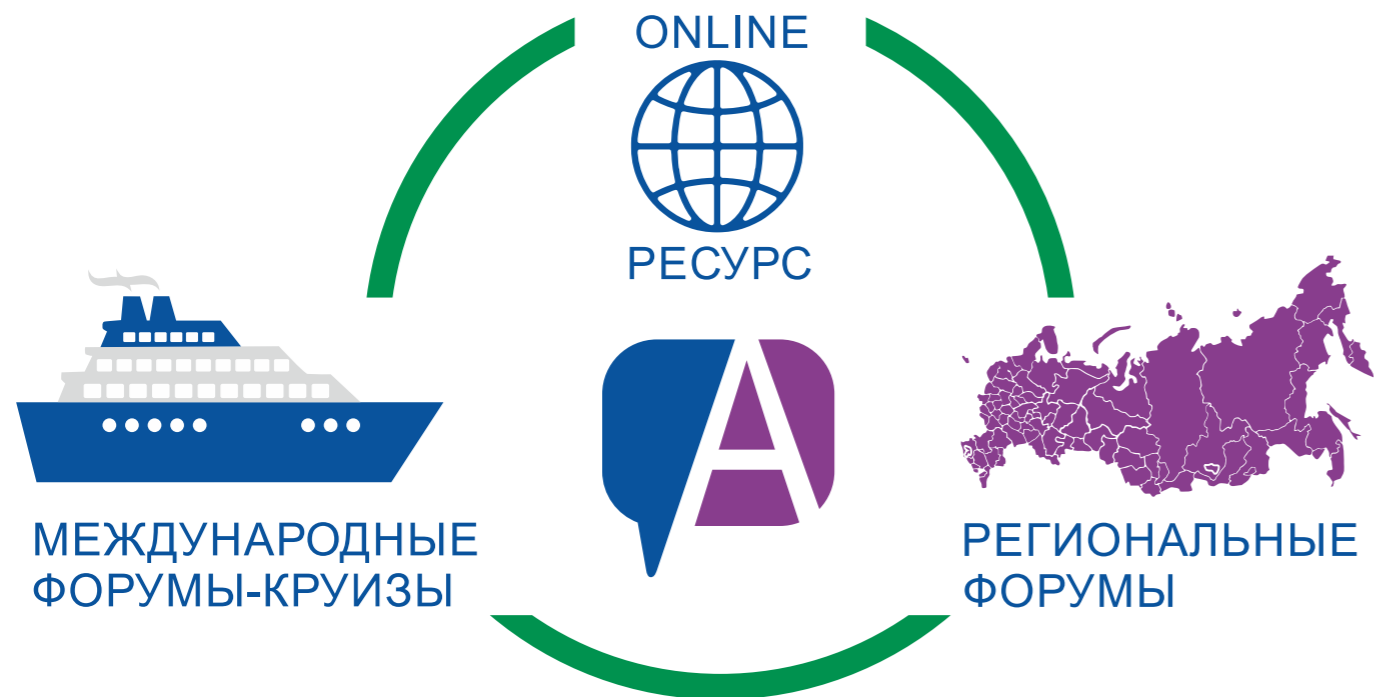 ONLINE
РЕСУРС
A
МЕЖДУНАРОДНЫЕ
ФОРУМЫ-КРУИЗЫ
РЕГИОНАЛЬНЫЕ
ФОРУМЫ